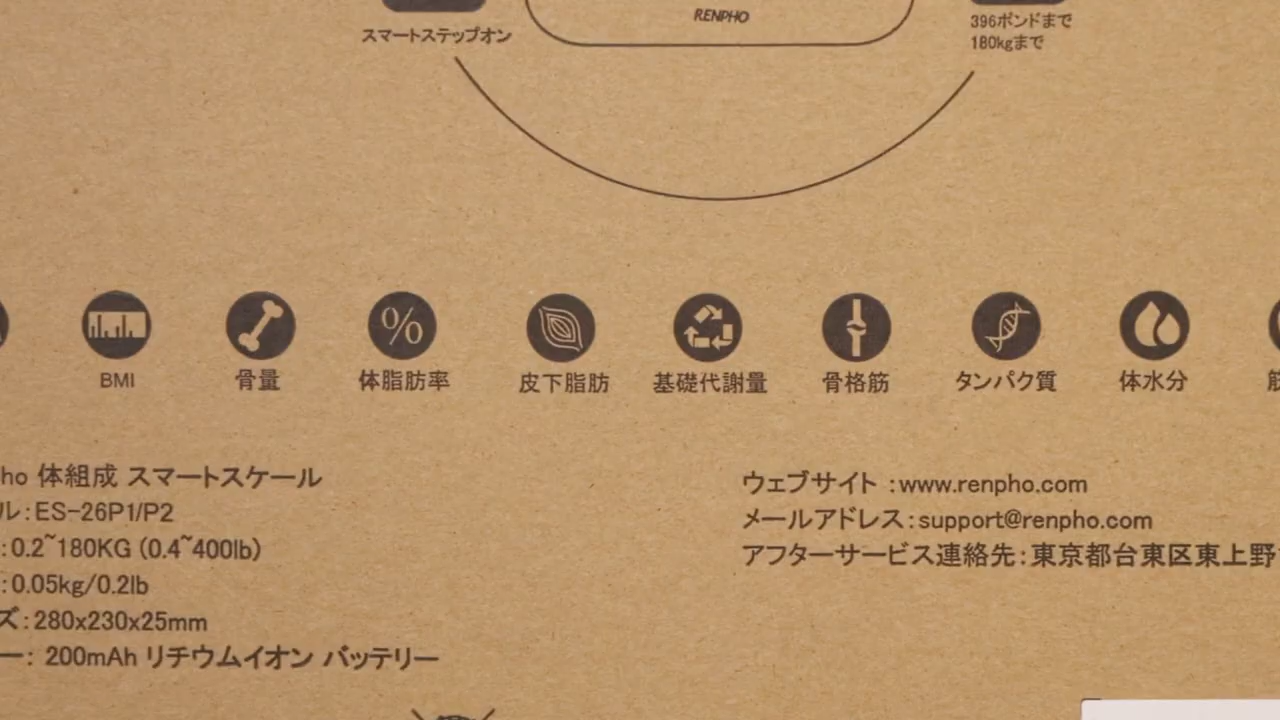 RENPHO
スマートステップオン
396ポンドまで
180kgまで
BMI
骨量
体脂肪率
皮下脂肪
基礎代謝量
骨格筋
タンパク質
体水分
筋
ho 体組成 スマートスケール
ル：ES-26P1/P2
：0.2~180KG (0.4~400lb)
：0.05kg/0.2lb
ズ：280x230x25mm
ー： 200mAh リチウムイオン バッテリー
%
ウェブサイト ：www.renpho.com
メールアドレス：support@renpho.com
アフターサービス連絡先：東京都台東区東上野